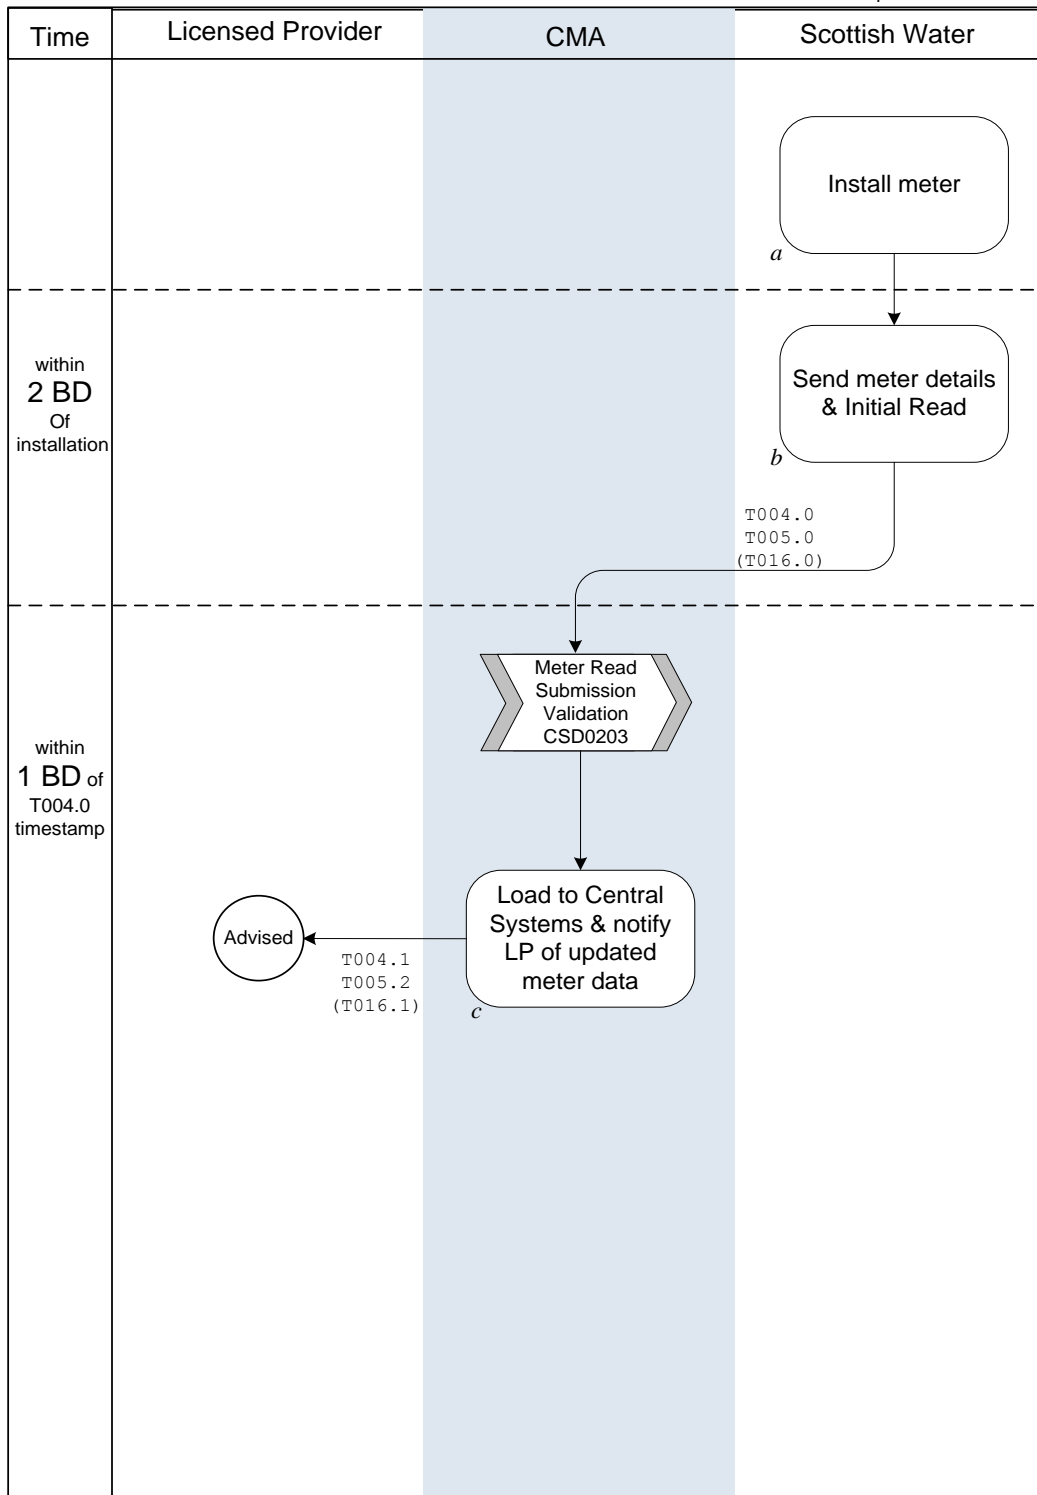 Time
Licensed Provider
CMA
Scottish Water
Install meter
a
within
2 BD
Of
installation
Send meter details
& Initial Read
b
T004.0
T005.0
(T016.0)
Meter Read
Submission
Validation
CSD0203
within
1 BD of
T004.0
timestamp
Load to Central
Systems & notify
LP of updated
meter data
c
Advised
T004.1
T005.2
(T016.1)